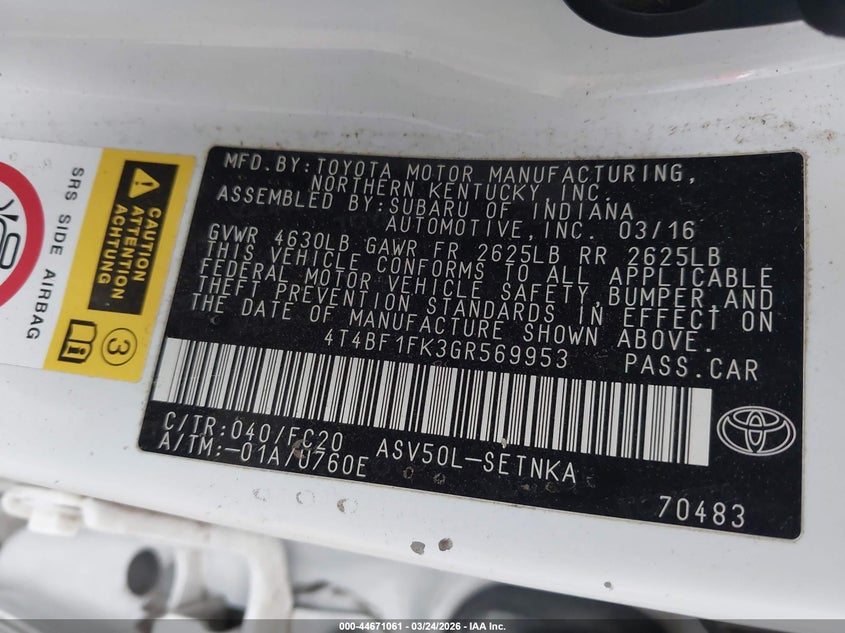 MFD.BY:TOYOTA MOTOR MANUFACTURING,
NORTHERN KENTUCKY,INC.
ASSEMBLED BY:SUBARU OF INDIANA
AUTOMOTIVE,INC. 03/16
GVWR 4630LB GAWR FR 2625LB RR 2625LB
THIS VEHICLE CONFORMS TO ALL APPLICABLE
FEDERAL MOTOR VEHICLE SAFETY,BUMPER,AND
THEFT PREVENTION STANDARDS IN EFFECT ON
THE DATE OF MANUFACTURE SHOWN ABOVE.
4T4BF1FK3GR569953 PASS.CAR
C/TR:040/FC20
A/TM:-01A/U760E
ASV50L-SETNKA
70483
SRS SIDE AIRBAG
CAUTION
ATTENTION
ACHTUNG
3
000-44671061 - 03/24/2026 - IAA Inc.